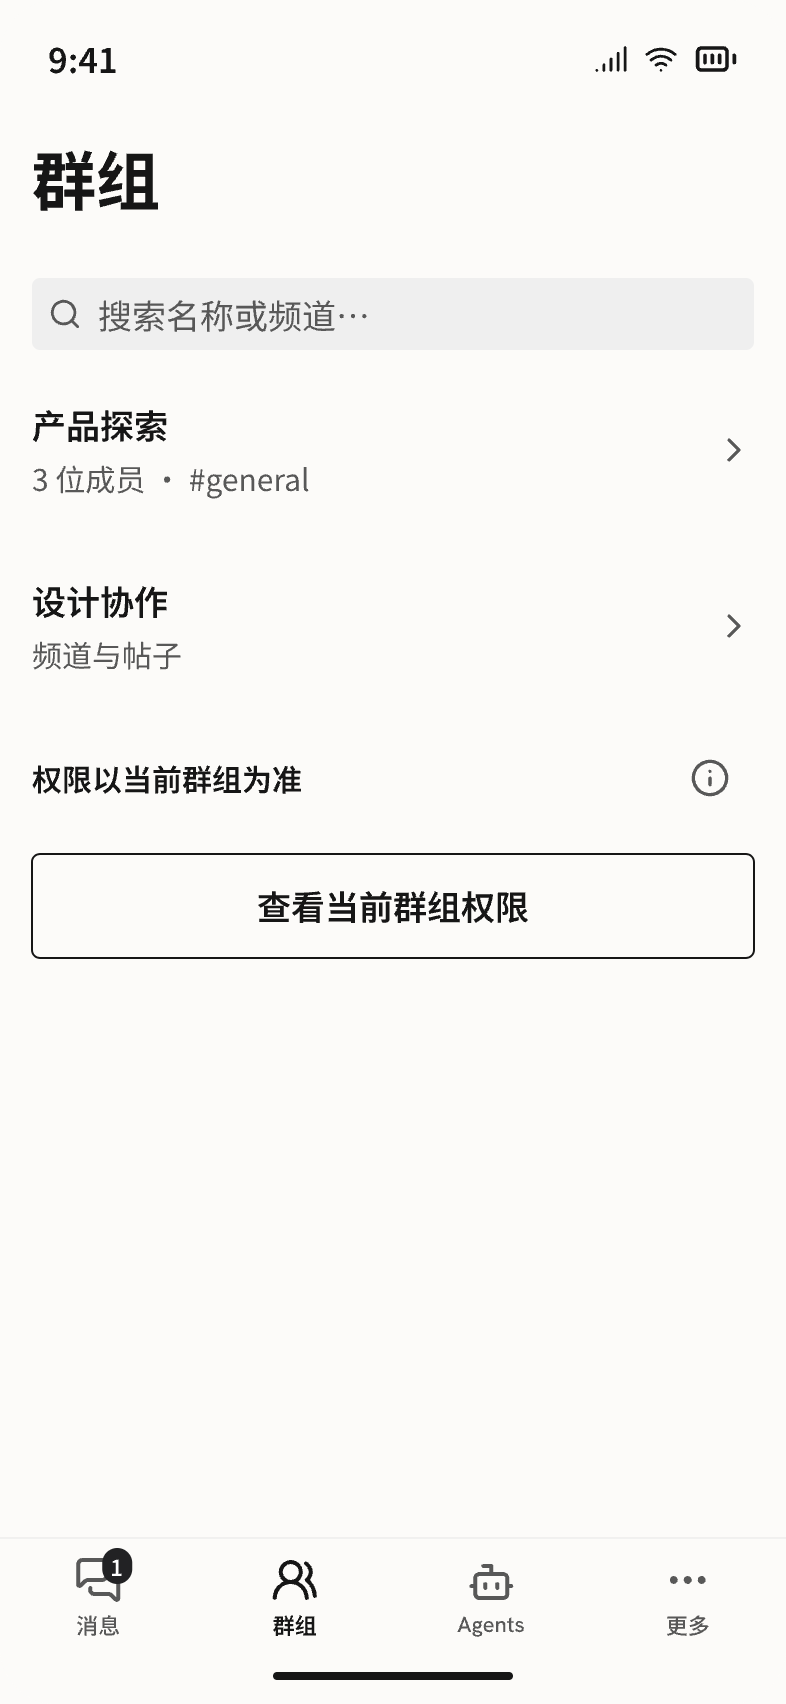 9:41
群组
搜索名称或频道…
产品探索
3 位成员 · #general
设计协作
频道与帖子
权限以当前群组为准
查看当前群组权限
1
消息
群组
Agents
更多